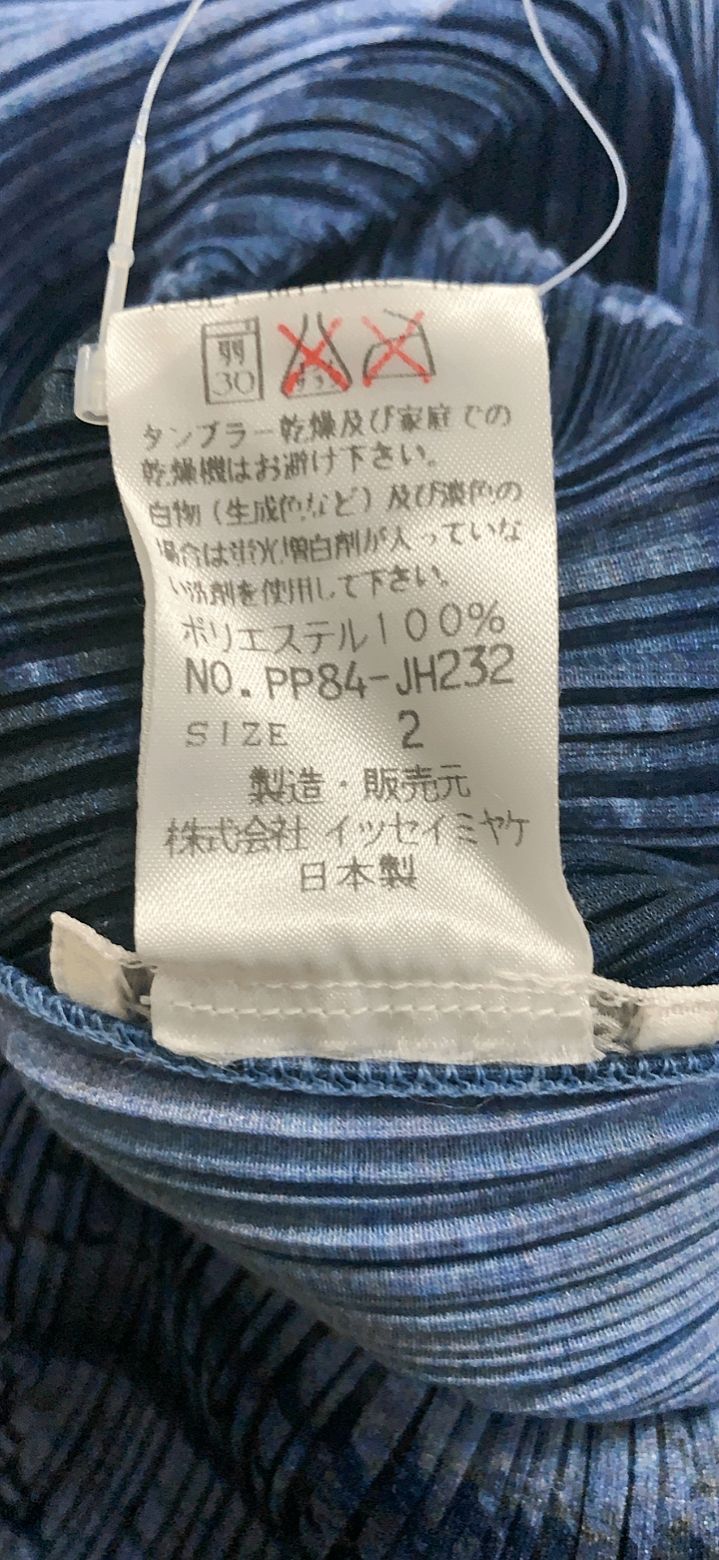 弱
30
タンブラー乾燥及び家庭での
乾燥機はお避け下さい。
白物（生成色など）及び淡色の
場合は蛍光増白剤が入っていな
い洗剤を使用して下さい。
ポリエステル100%
NO. PP84-JH232
SIZE 2
製造・販売元
株式会社 イッセイミヤケ
日本製